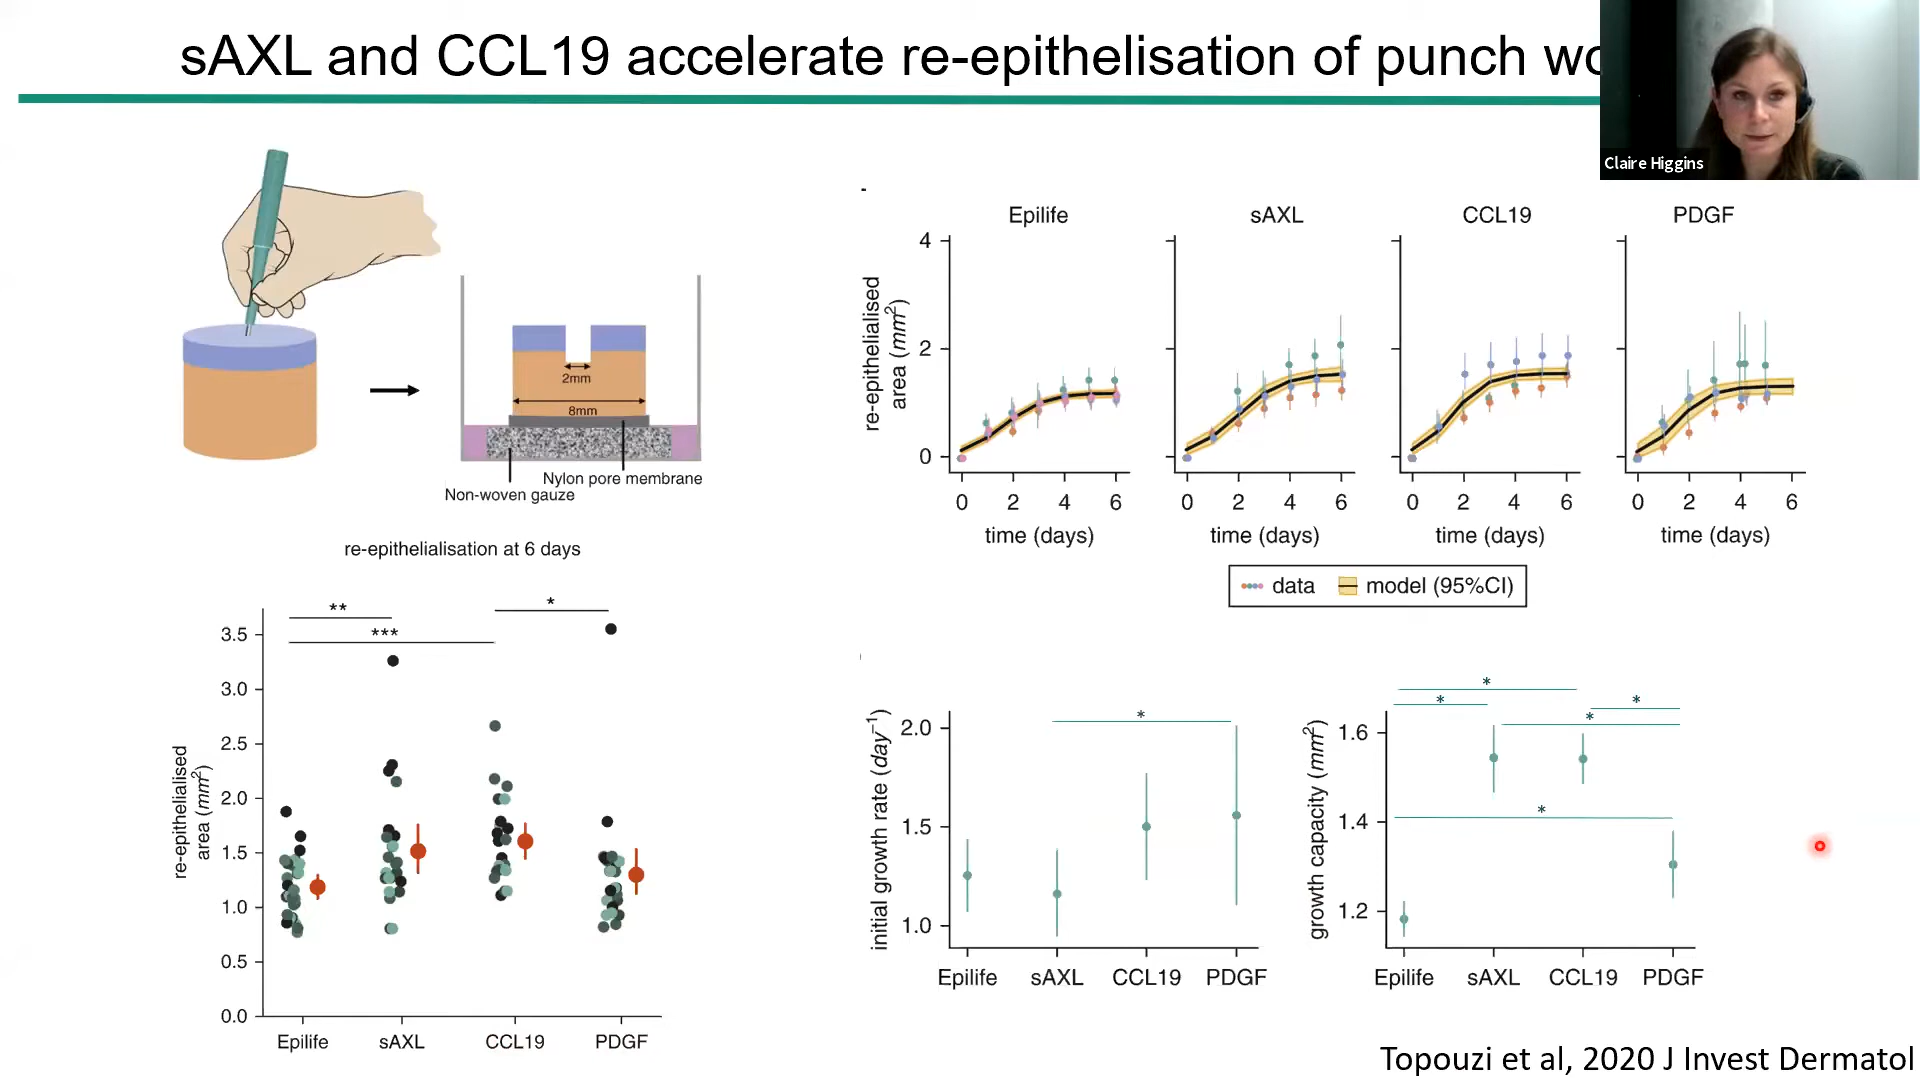 sAXL and CCL19 accelerate re-epithelisation of punch
Claire Higgins
2mm
8mm
Nylon pore membrane
Non-woven gauze
Epilife
sAXL
CCL19
PDGF
re-epithelialised
area (mm²)
4
2
0
0 2 4 6
0 2 4 6
0 2 4 6
0 2 4 6
time (days)
time (days)
time (days)
time (days)
data model (95%CI)
re-epithelialisation at 6 days
**
***
*
re-epithelialised
area (mm²)
3.5
3.0
2.5
2.0
1.5
1.0
0.5
0.0
Epilife sAXL CCL19 PDGF
initial growth rate (day⁻¹)
*
2.0
1.5
1.0
Epilife sAXL CCL19 PDGF
growth capacity (mm²)
*
*
*
*
*
1.6
1.4
1.2
Epilife sAXL CCL19 PDGF
Topouzi et al, 2020 J Invest Dermatol